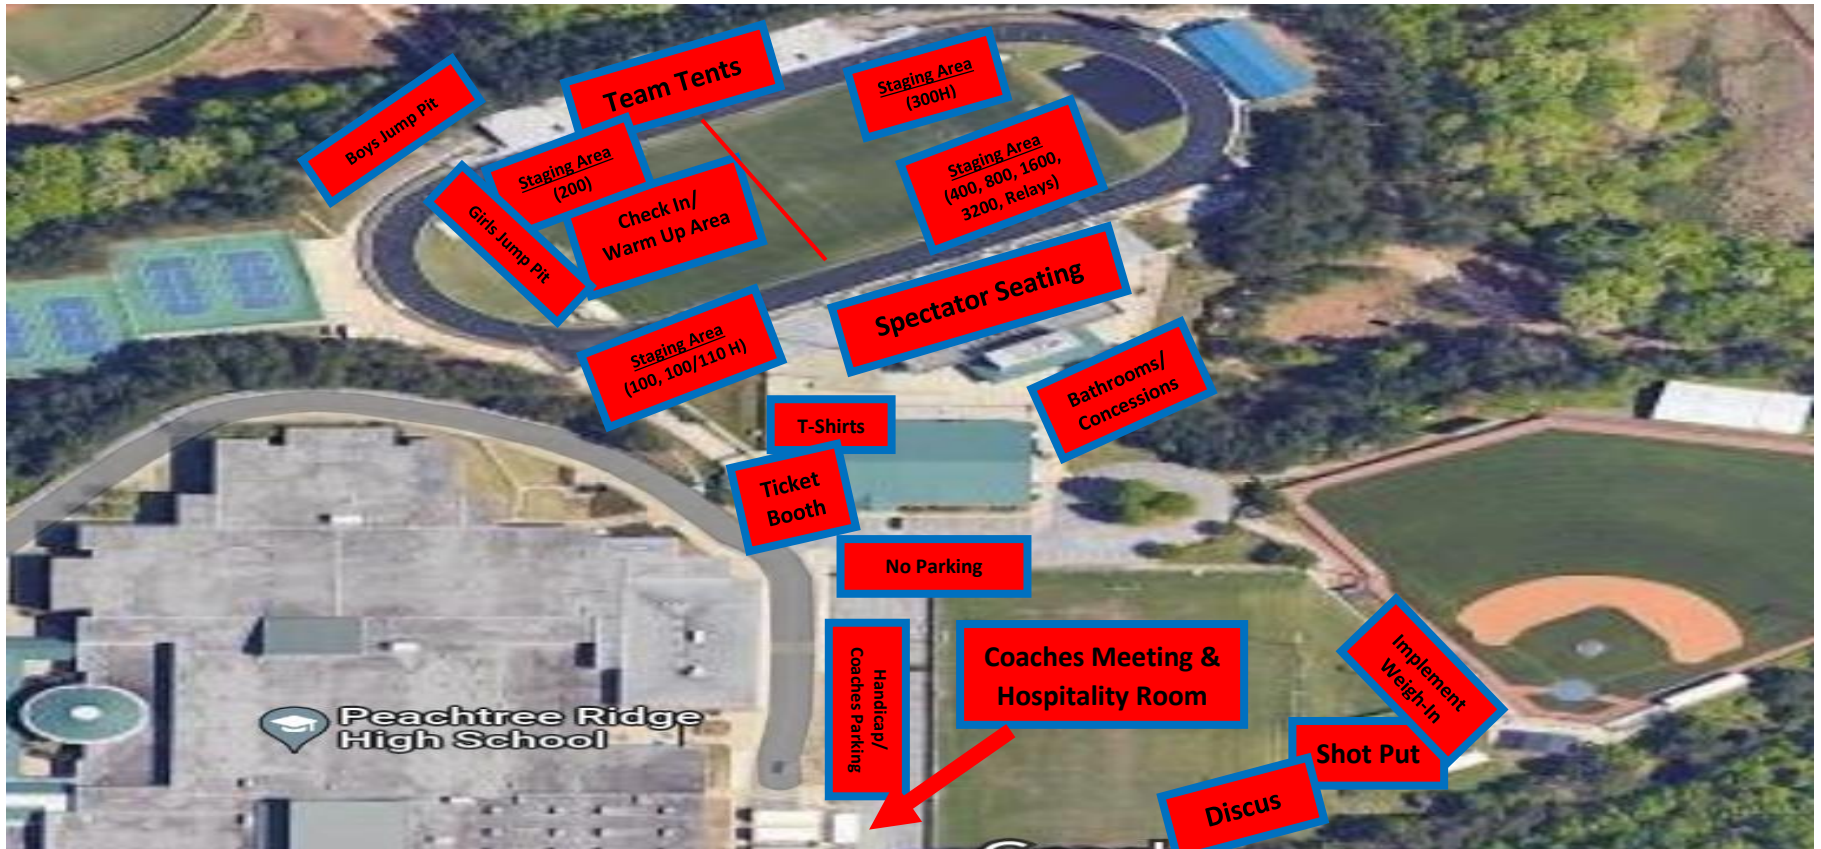 Team Tents
Staging Area
(300H)
Boys Jump Pit
Staging Area
(200)
Staging Area
(400, 800, 1600,
3200, Relays)
Girls Jump Pit
Check In/
Warm Up Area
Spectator Seating
Staging Area
(100, 100/110 H)
Bathrooms/
Concessions
T-Shirts
Ticket
Booth
No Parking
Handicap/
Coaches Parking
Coaches Meeting &
Hospitality Room
Implement
Weigh-In
Peachtree Ridge
High School
Shot Put
Discus